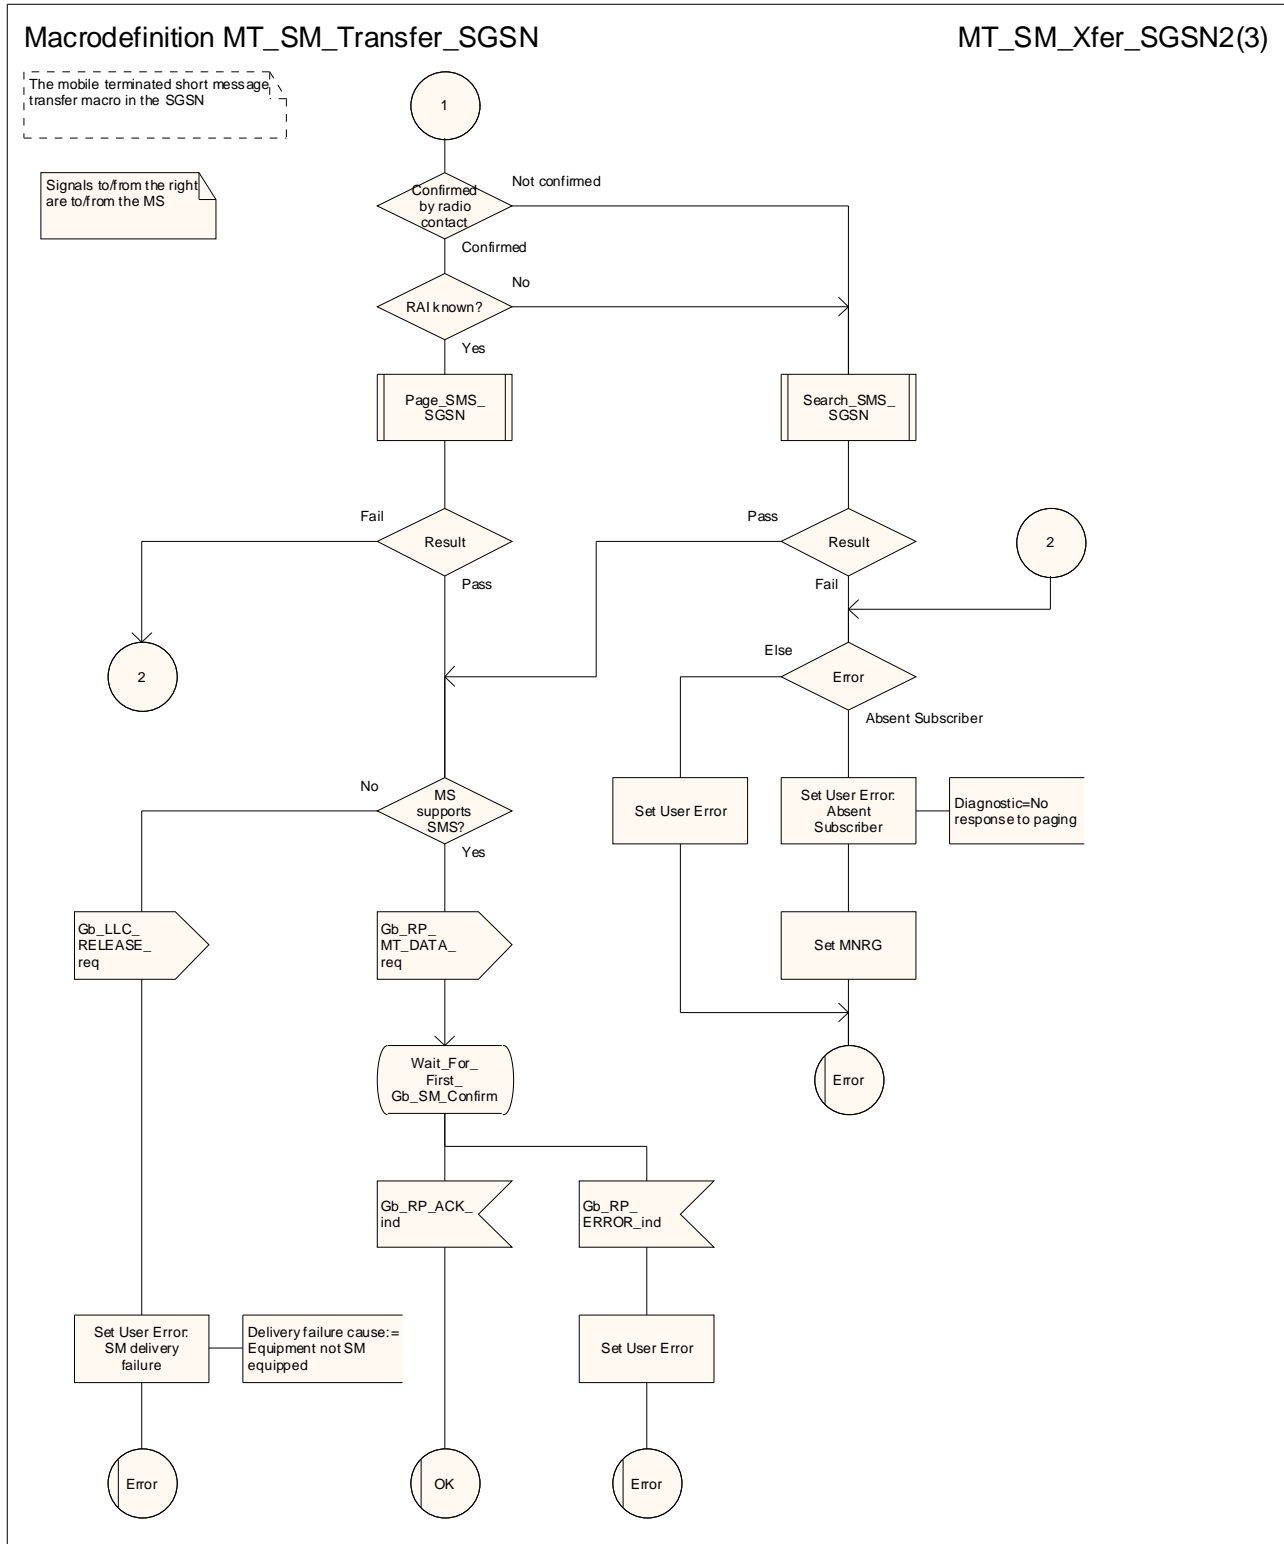 Macrodefinition MT_SM_Transfer_SGSN
MT_SM_Xfer_SGSN2(3)
The mobile terminated short message
transfer macro in the SGSN
1
Signals to/from the right
are to/from the MS
Confirmed
by radio
contact
Not confirmed
Confirmed
RAI known?
No
Yes
Page_SMS_
SGSN
Search_SMS_
SGSN
Fail
Result
Pass
Pass
Result
Fail
2
2
Else
Error
Absent Subscriber
No
MS
supports
SMS?
Yes
Set User Error
Set User Error:
Absent
Subscriber
Diagnostic=No
response to paging
Gb_LLC_
RELEASE_
req
Gb_RP_
MT_DATA_
req
Set MNRG
Wait_For_
First_
Gb_SM_Confirm
Error
Gb_RP_ACK_
ind
Gb_RP_
ERROR_ind
Set User Error:
SM delivery
failure
Delivery failure cause:=
Equipment not SM
equipped
Set User Error
Error
OK
Error